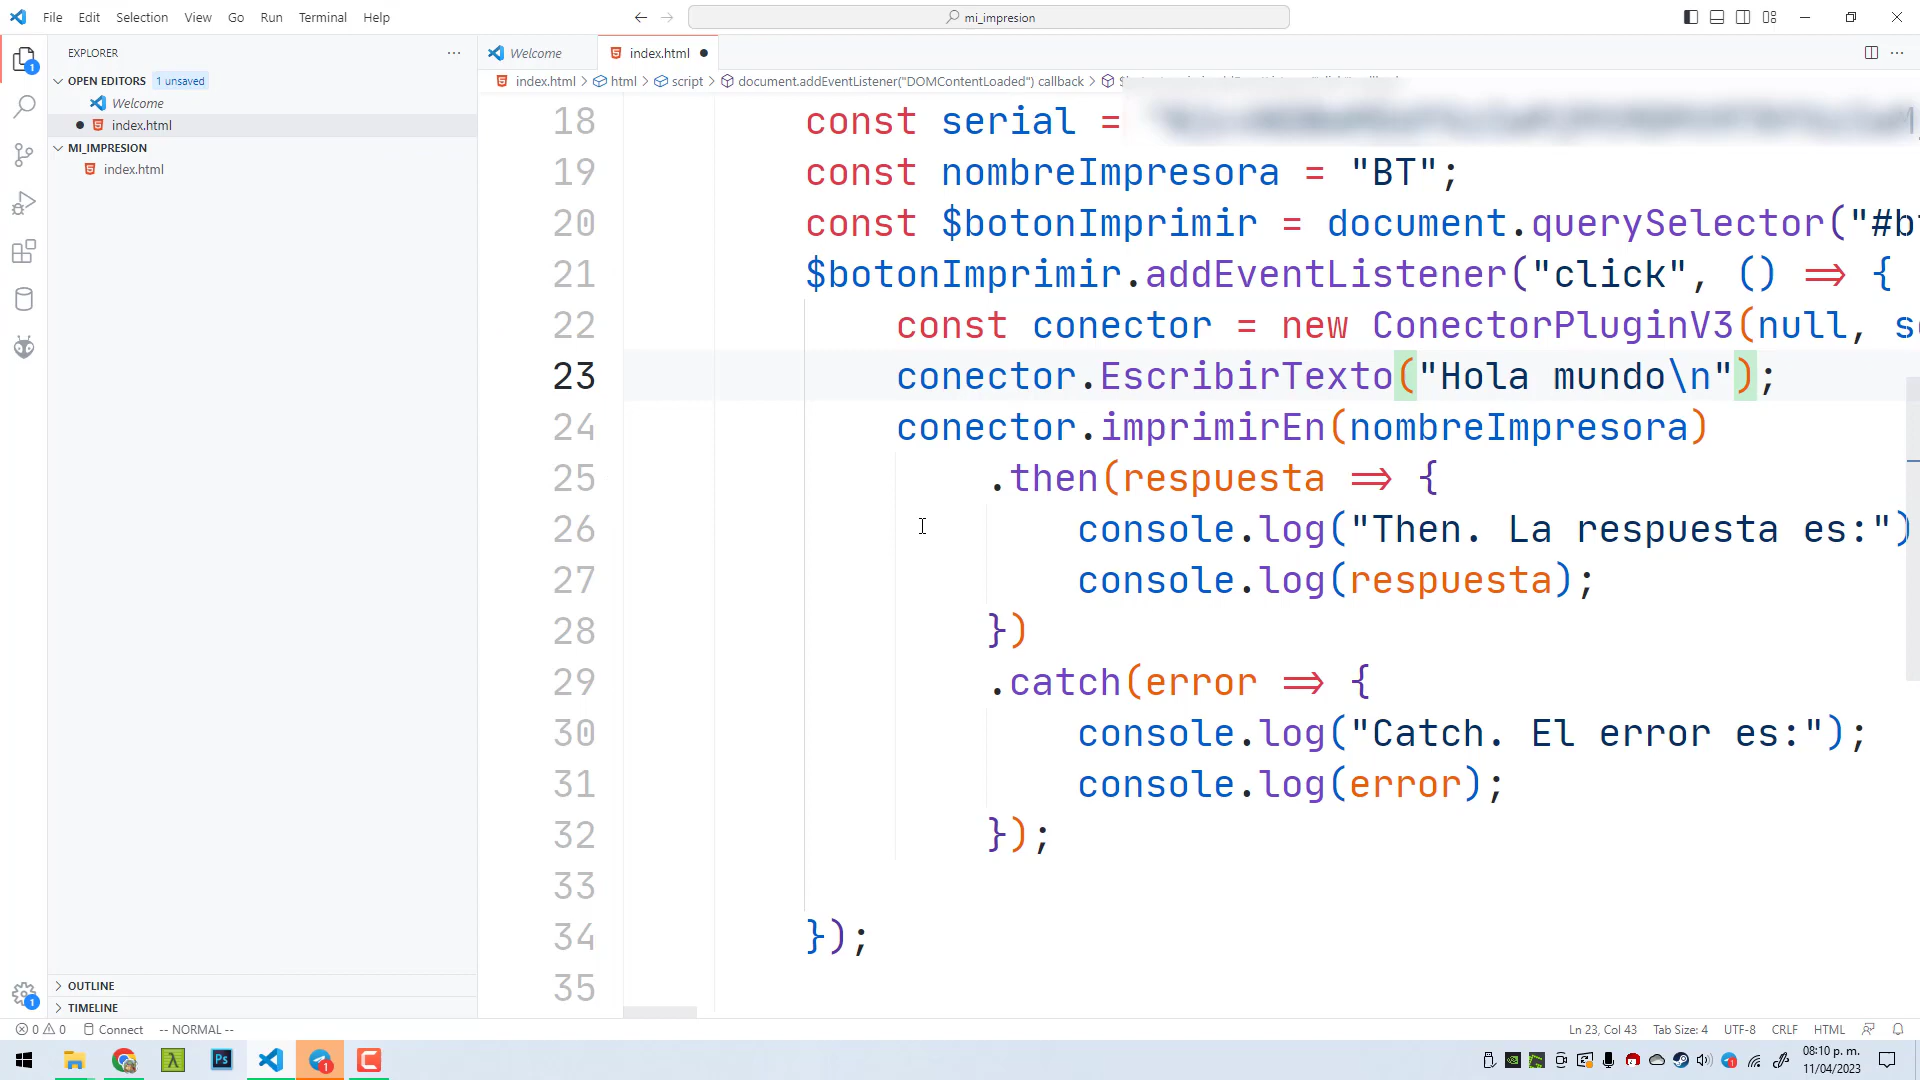 File Edit Selection View Go Run Terminal Help
mi_impresion
EXPLORER
OPEN EDITORS 1 unsaved
Welcome
index.html
MI_IMPRESION
index.html
Welcome
index.html
index.html > html > script > document.addEventListener("DOMContentLoaded") callback >
18 const serial =
19 const nombreImpresora = "BT";
20 const $botonImprimir = document.querySelector("#b
21 $botonImprimir.addEventListener("click", () => {
22 const conector = new ConectorPluginV3(null, s
23 conector.EscribirTexto("Hola mundo\n");
24 conector.imprimirEn(nombreImpresora)
25 .then(respuesta => {
26 console.log("Then. La respuesta es:")
27 console.log(respuesta);
28 })
29 .catch(error => {
30 console.log("Catch. El error es:");
31 console.log(error);
32 });
33
34 });
35
OUTLINE
TIMELINE
0 0 Connect -- NORMAL -- Ln 23, Col 43 Tab Size: 4 UTF-8 CRLF HTML
08:10 p. m.
11/04/2023